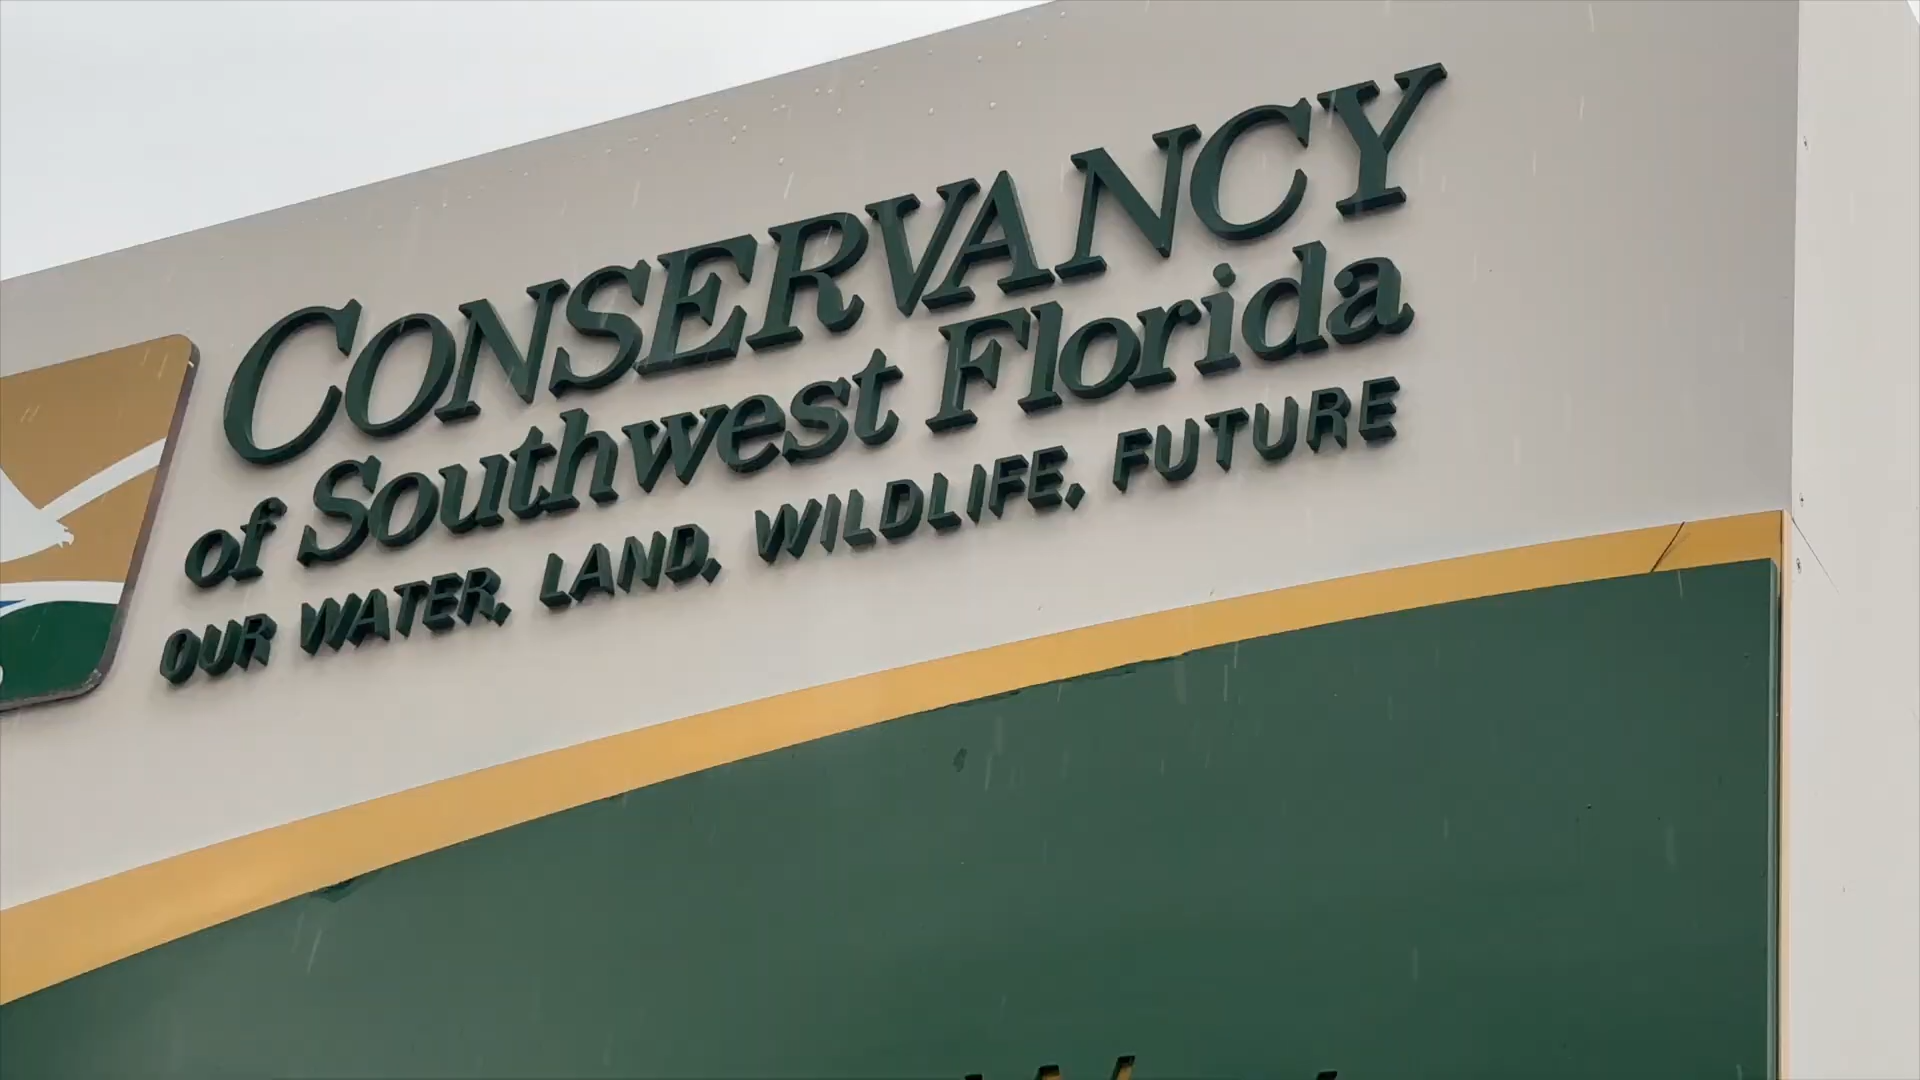 CONSERVANCY
of Southwest Florida
OUR WATER, LAND, WILDLIFE, FUTURE